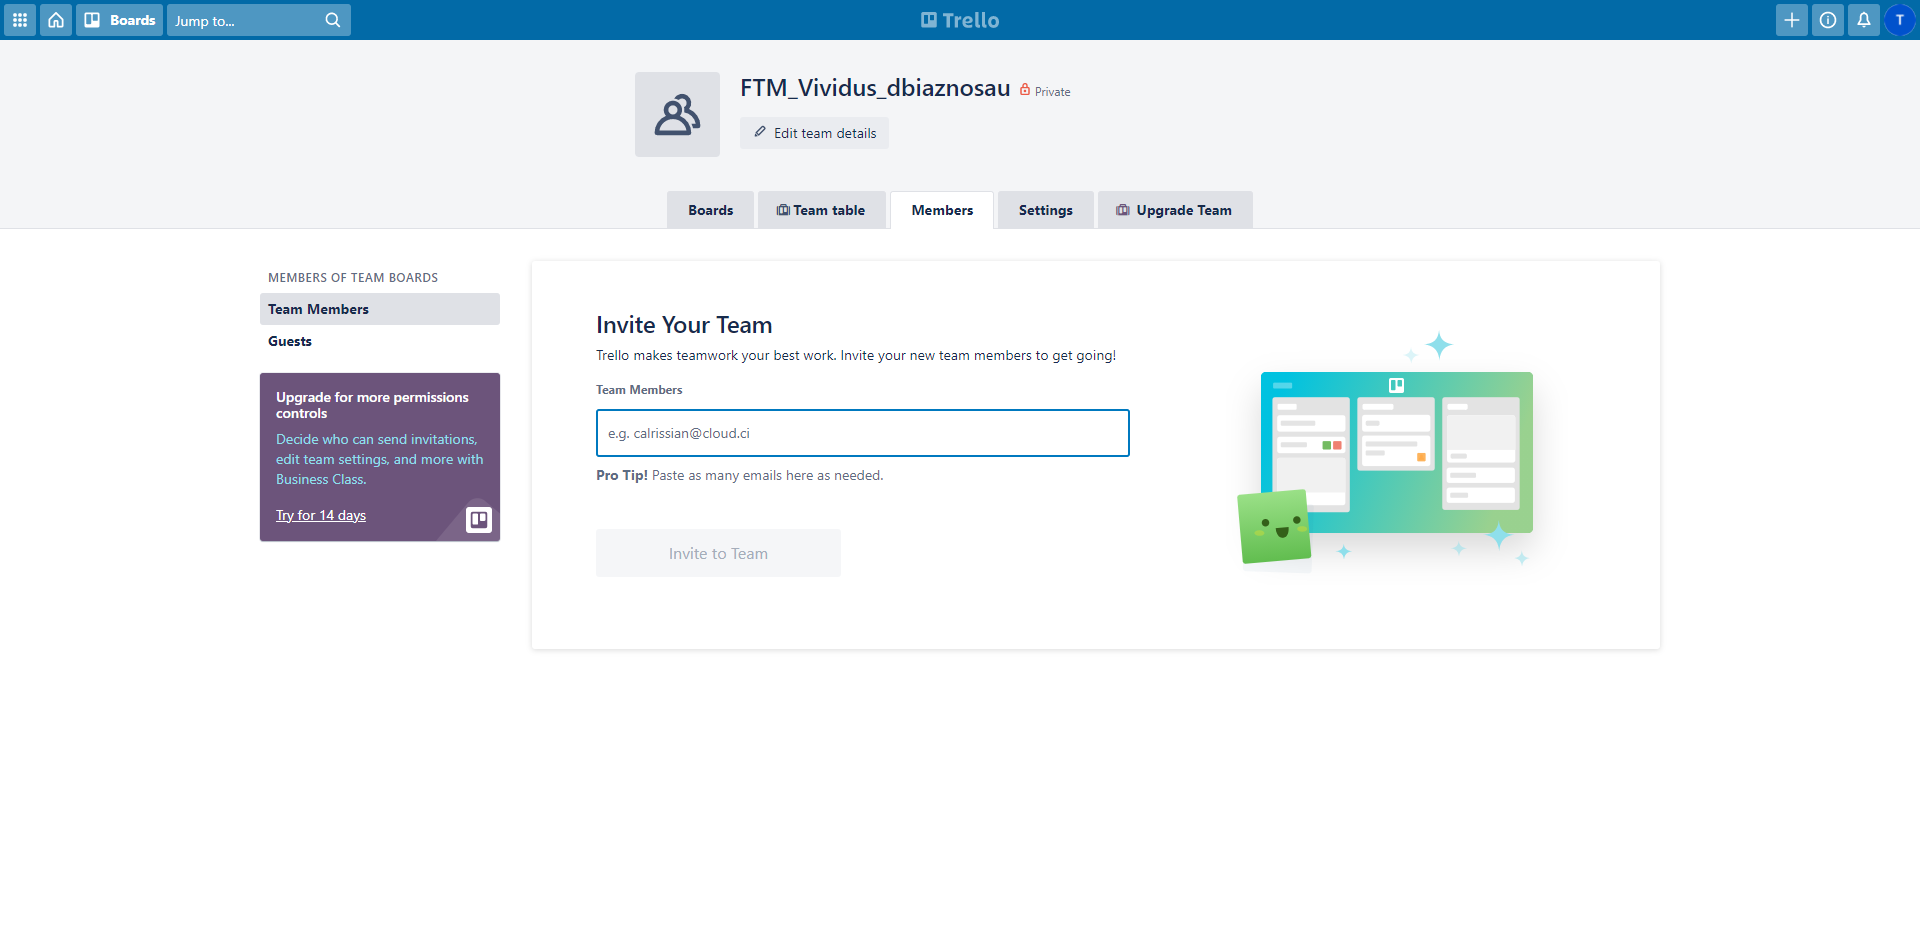 Boards
Jump to...
Trello
T
FTM_Vividus_dbiaznosau
Private
Edit team details
Boards
Team table
Members
Settings
Upgrade Team
MEMBERS OF TEAM BOARDS
Team Members
Guests
Upgrade for more permissions
controls
Decide who can send invitations,
edit team settings, and more with
Business Class.
Try for 14 days
Invite Your Team
Trello makes teamwork your best work. Invite your new team members to get going!
Team Members
e.g. calrissian@cloud.ci
Pro Tip! Paste as many emails here as needed.
Invite to Team